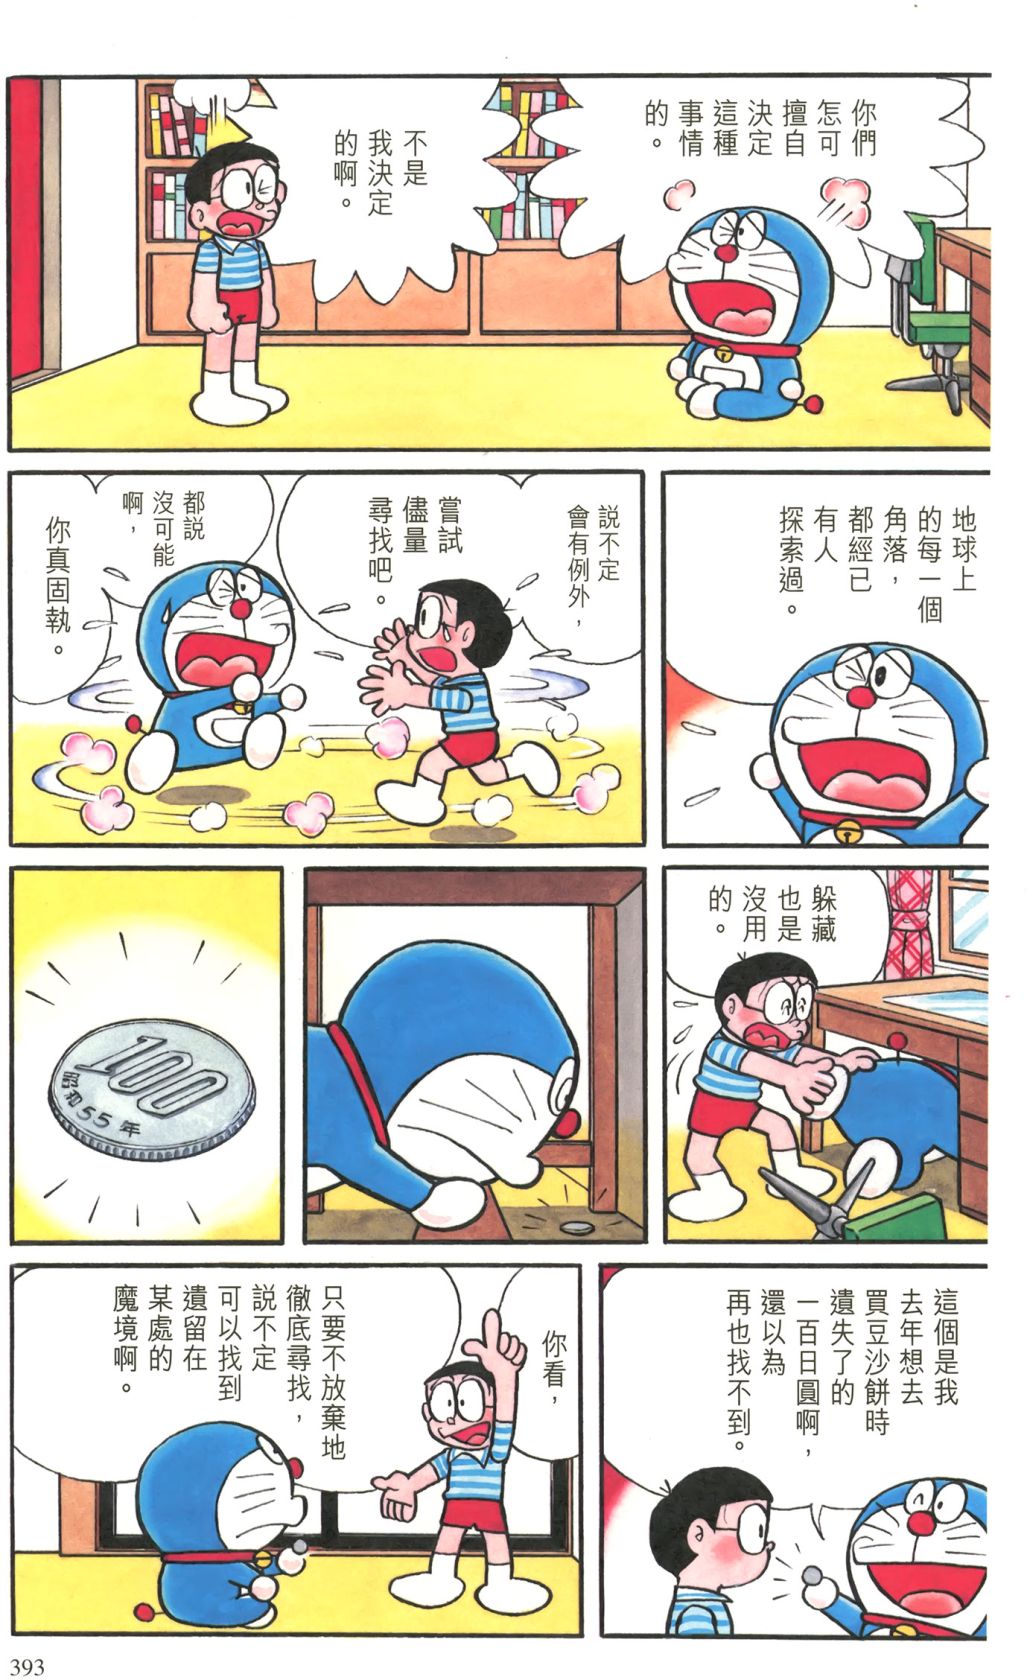 你們
怎可
擅自
決定
這種
事情
的。
不是
我決定
的啊。
地球上
的每一個
角落，
都經已
有人
探索過。
說不定
會有例外，
嘗試
儘量
尋找吧。
都說
沒可能
啊，
你真固執。
躲藏
也是
沒用
的。
100
昭和55年
這個是我
去年想去
買豆沙餅時
遺失了的
一百日圓啊，
還以為
再也找不到。
你看，
只要不放棄地
徹底尋找，
說不定
可以找到
遺留在
某處的
魔境啊。
393